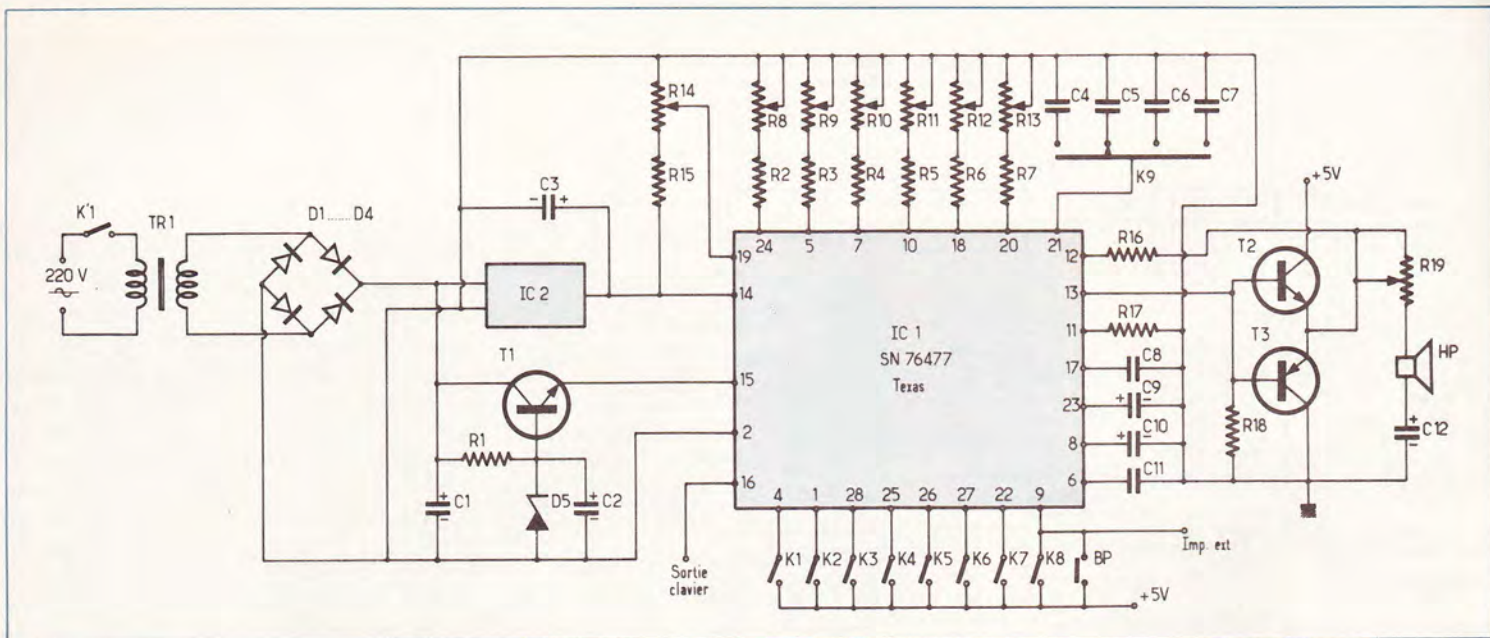 R14
R8
R9
R10
R11
R12
R13
C4
C5
C6
C7
R15
R2
R3
R4
R5
R6
R7
K9
C3
- +
K'1
TR1
D1......D4
220 V
~
IC 2
T1
R1
C1
+
-
D5
C2
+
-
24 5 7 10 18 20 21
19
14
15
2
16
IC 1
SN 76477
Texas
12
13
11
17
23
8
6
4 1 28 25 26 27 22 9
R16
R17
C8
C9
+ -
C10
+ -
C11
R18
+5V
T2
T3
R19
HP
C12
+
-
Sortie
clavier
K1
K2
K3
K4
K5
K6
K7
K8
BP
Imp. ext
+5V